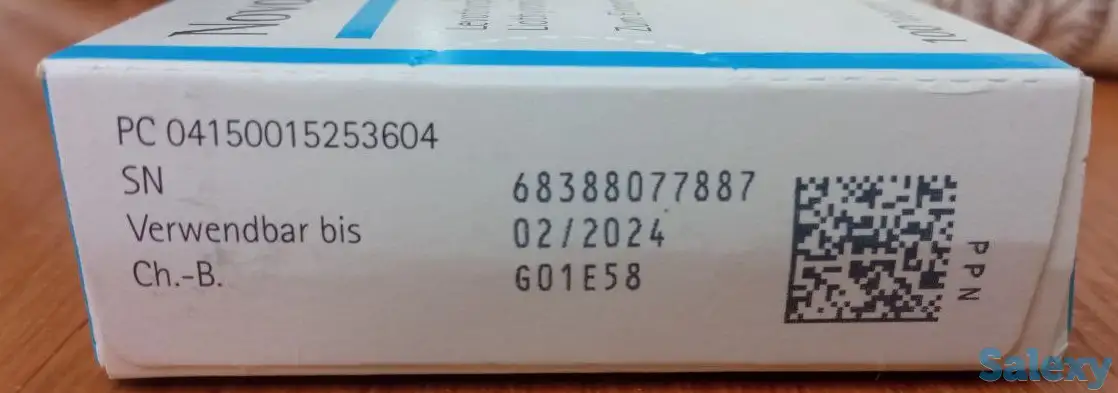 PC 04150015253604
SN 68388077887
Verwendbar bis 02/2024
Ch.-B. G01E58
PPN
Salexy